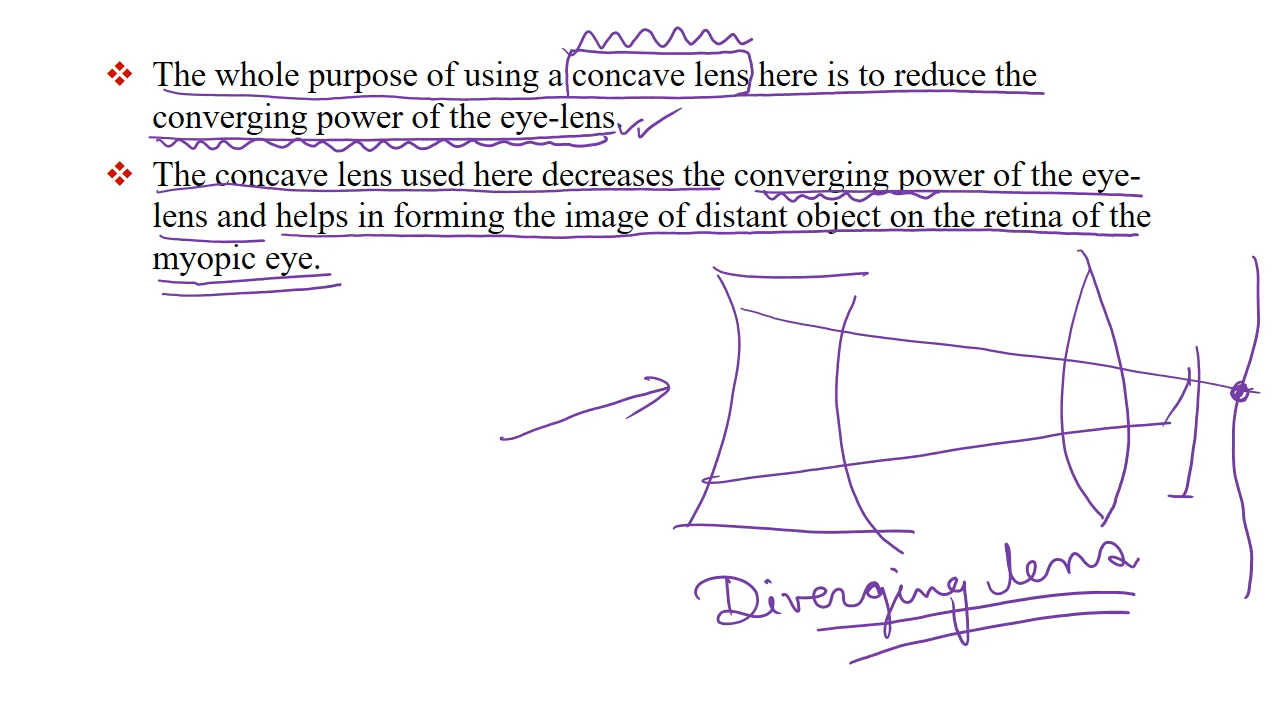 The whole purpose of using a concave lens here is to reduce the
converging power of the eye-lens.
The concave lens used here decreases the converging power of the eye-
lens and helps in forming the image of distant object on the retina of the
myopic eye.
Diverging lens